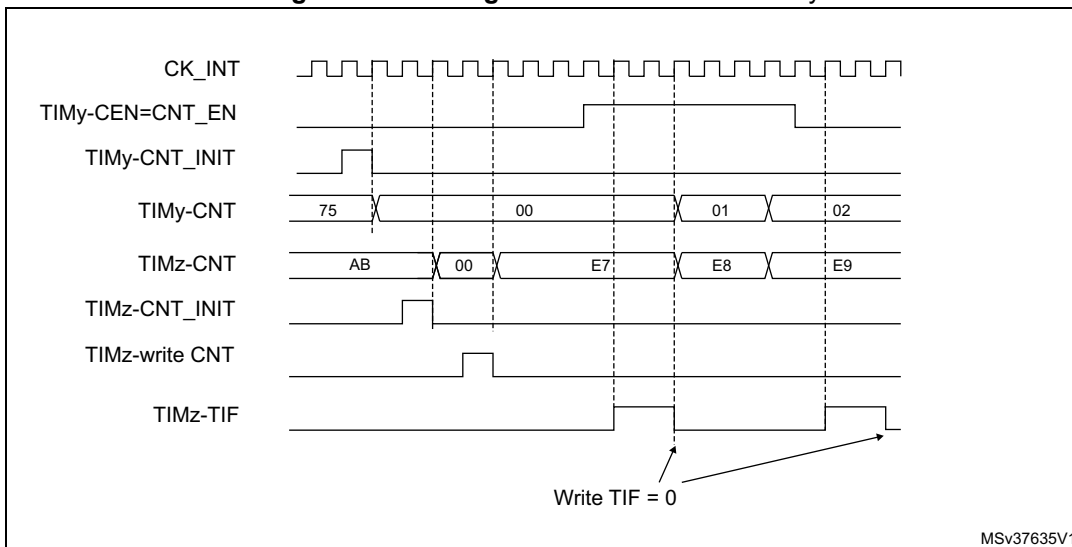 CK_INT
TIMy-CEN=CNT_EN
TIMy-CNT_INIT
TIMy-CNT 75 00 01 02
TIMz-CNT AB 00 E7 E8 E9
TIMz-CNT_INIT
TIMz-write CNT
TIMz-TIF
Write TIF = 0
MSv37635V1